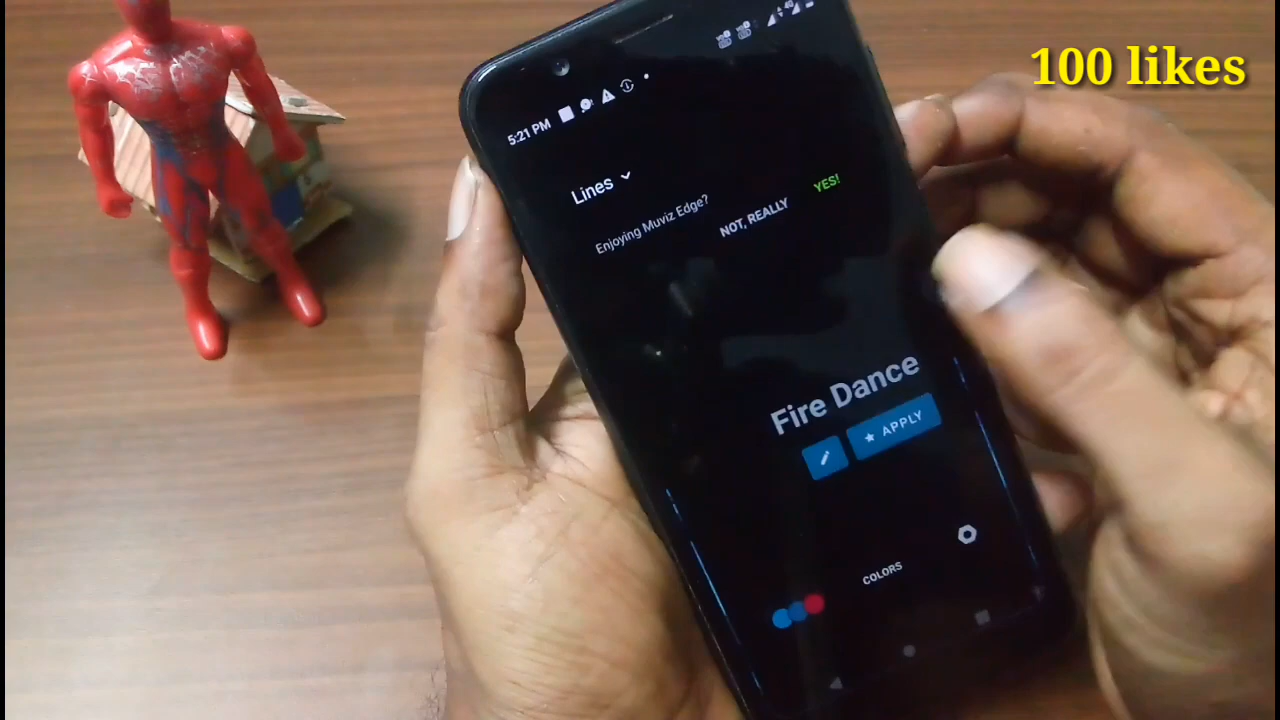 100 likes
5:21 PM
Lines
Enjoying Muviz Edge?
NOT, REALLY
YES!
Fire Dance
APPLY
COLORS